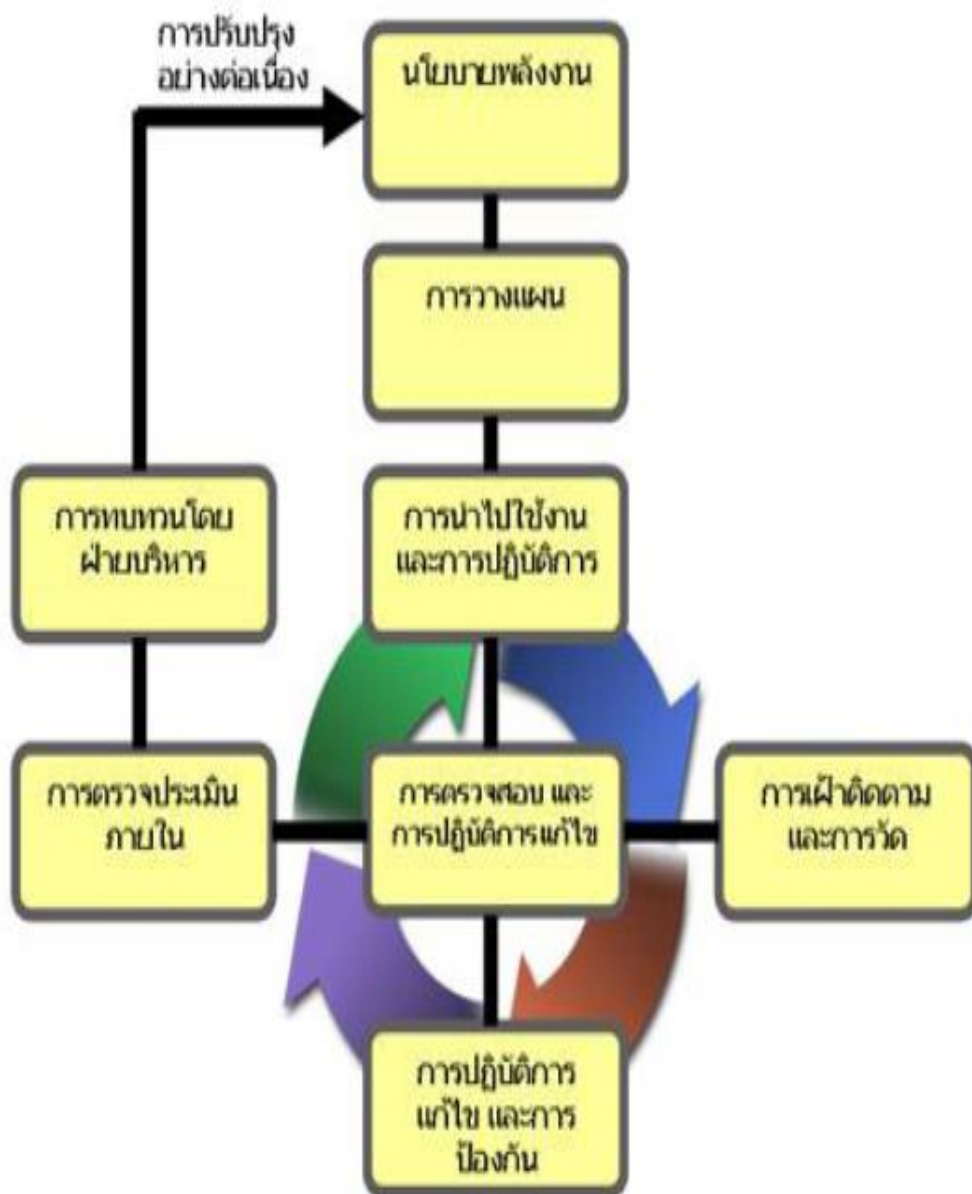 การปรับปรุง
อย่างต่อเนื่อง
นโยบายพลังงาน
การวางแผน
การทบทวนโดย
ฝ่ายบริหาร
การนำไปใช้งาน
และการปฏิบัติการ
การตรวจประเมิน
ภายใน
การตรวจสอบ และ
การปฏิบัติการแก้ไข
การเฝ้าติดตาม
และการวัด
การปฏิบัติการ
แก้ไข และการ
ป้องกัน